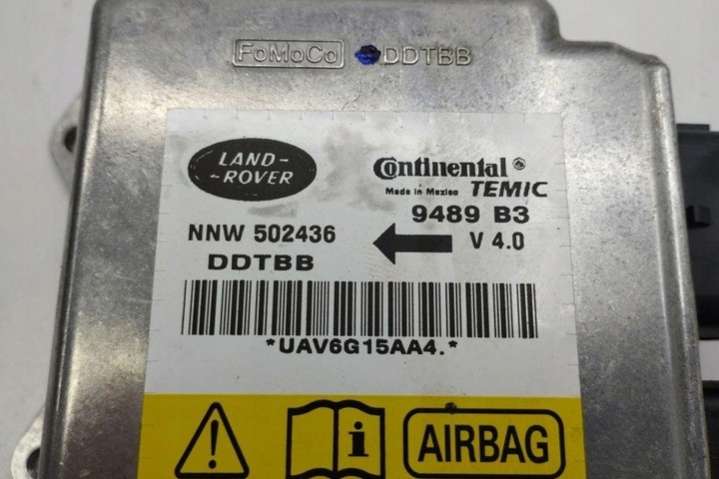 FoMoCo DDTBB
LAND-
-ROVER
Continental
Made in Mexico TEMIC
9489 B3
NNW 502436
V 4.0
DDTBB
*UAV6G15AA4.*
i
AIRBAG